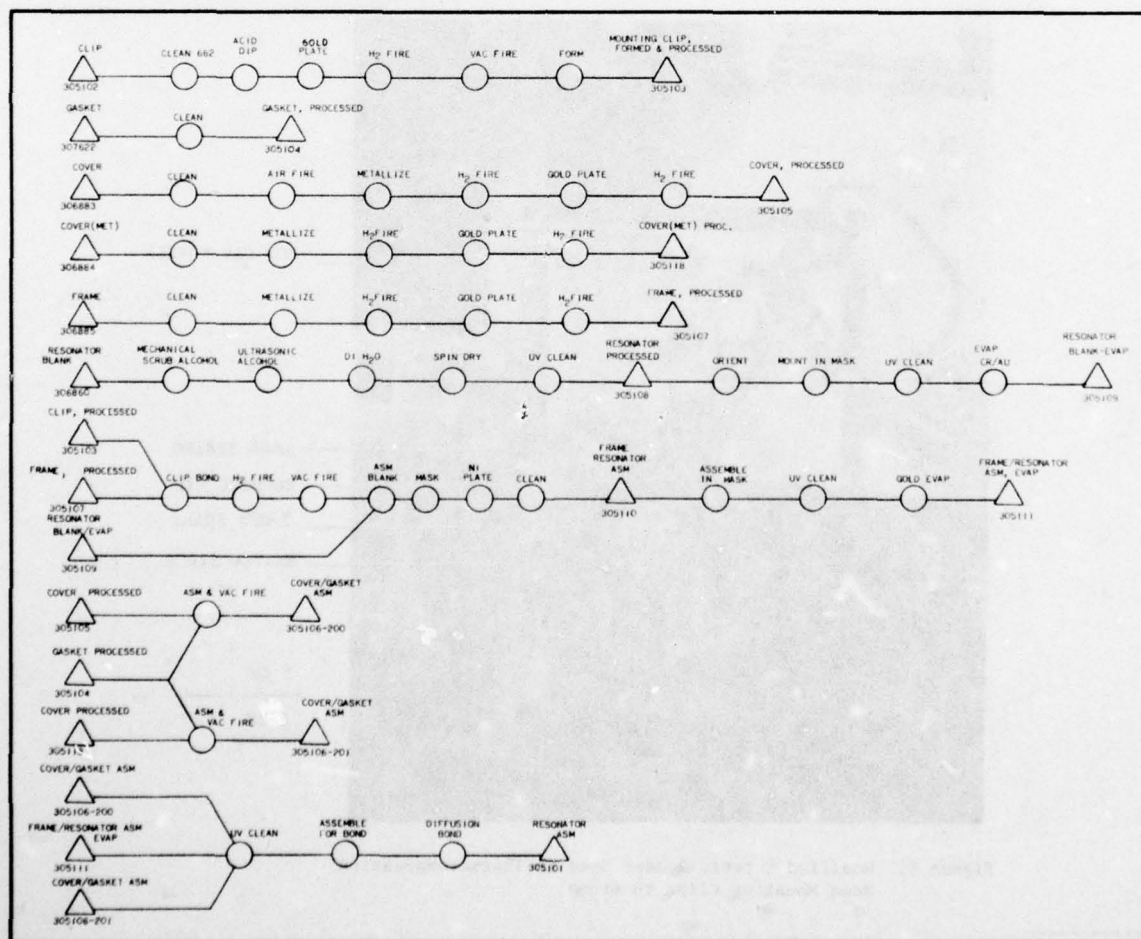 CLIP
CLEAN 662
ACID
DIP
GOLD
PLATE
H2 FIRE
VAC FIRE
FORM
MOUNTING CLIP,
FORMED & PROCESSED
305102
305103
GASKET
CLEAN
GASKET, PROCESSED
307622
305104
COVER
CLEAN
AIR FIRE
METALLIZE
H2 FIRE
GOLD PLATE
H2 FIRE
COVER, PROCESSED
306883
305105
COVER(MET)
CLEAN
METALLIZE
H2FIRE
GOLD PLATE
H2 FIRE
COVER(MET) PROC.
306884
305118
FRAME
CLEAN
METALLIZE
H2FIRE
GOLD PLATE
H2FIRE
FRAME, PROCESSED
306885
305107
RESONATOR
BLANK
MECHANICAL
SCRUB ALCOHOL
ULTRASONIC
ALCOHOL
DI H2O
SPIN DRY
UV CLEAN
RESONATOR
PROCESSED
ORIENT
MOUNT IN MASK
UV CLEAN
EVAP
CR/AU
RESONATOR
BLANK-EVAP
306860
305108
305109
CLIP, PROCESSED
305103
FRAME, PROCESSED
CLIP BOND
H2 FIRE
VAC FIRE
ASM
BLANK
MASK
NI
PLATE
CLEAN
FRAME
RESONATOR
ASM
ASSEMBLE
IN MASK
UV CLEAN
GOLD EVAP
FRAME/RESONATOR
ASM, EVAP
305107
305110
305111
RESONATOR
BLANK/EVAP
305109
COVER PROCESSED
ASM & VAC FIRE
COVER/GASKET
ASM
305105
305106-200
GASKET PROCESSED
305104
COVER PROCESSED
ASM &
VAC FIRE
COVER/GASKET
ASM
305106-201
COVER/GASKET ASM
305106-200
FRAME/RESONATOR ASM
EVAP
UV CLEAN
ASSEMBLE
FOR BOND
DIFFUSION
BOND
RESONATOR
ASM
305111
305101
COVER/GASKET ASM
305106-201